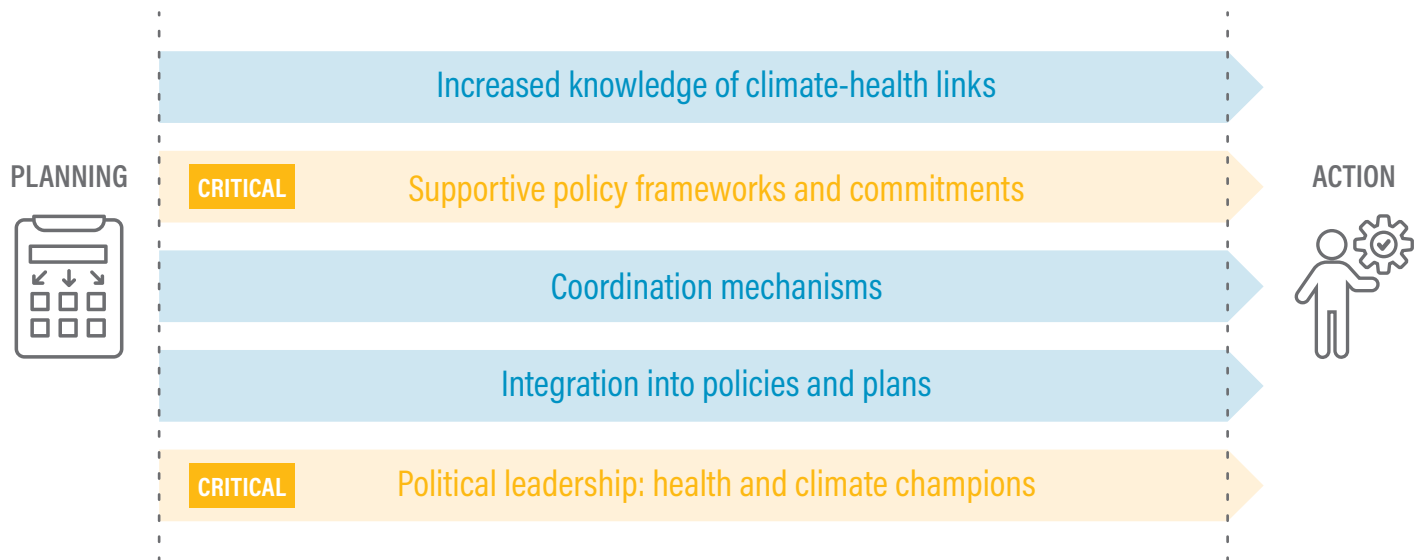 Increased knowledge of climate-health links
PLANNING
CRITICAL
Supportive policy frameworks and commitments
ACTION
Coordination mechanisms
Integration into policies and plans
CRITICAL
Political leadership: health and climate champions